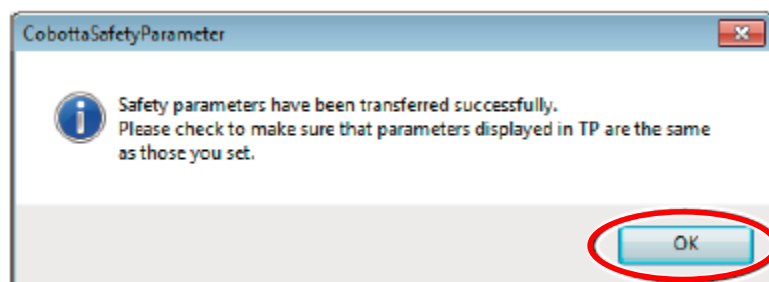 CobottaSafetyParameter
Safety parameters have been transferred successfully.
Please check to make sure that parameters displayed in TP are the same
as those you set.
OK